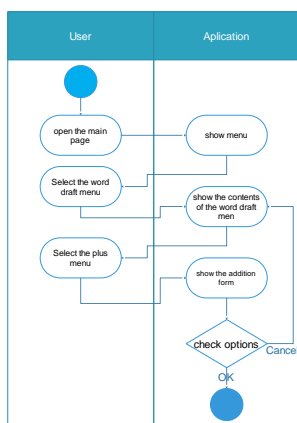 User
Aplication
open the main
page
show menu
Select the word
draft menu
show the contents
of the word draft
men
Select the plus
menu
show the addition
form
check options
Cancel
OK